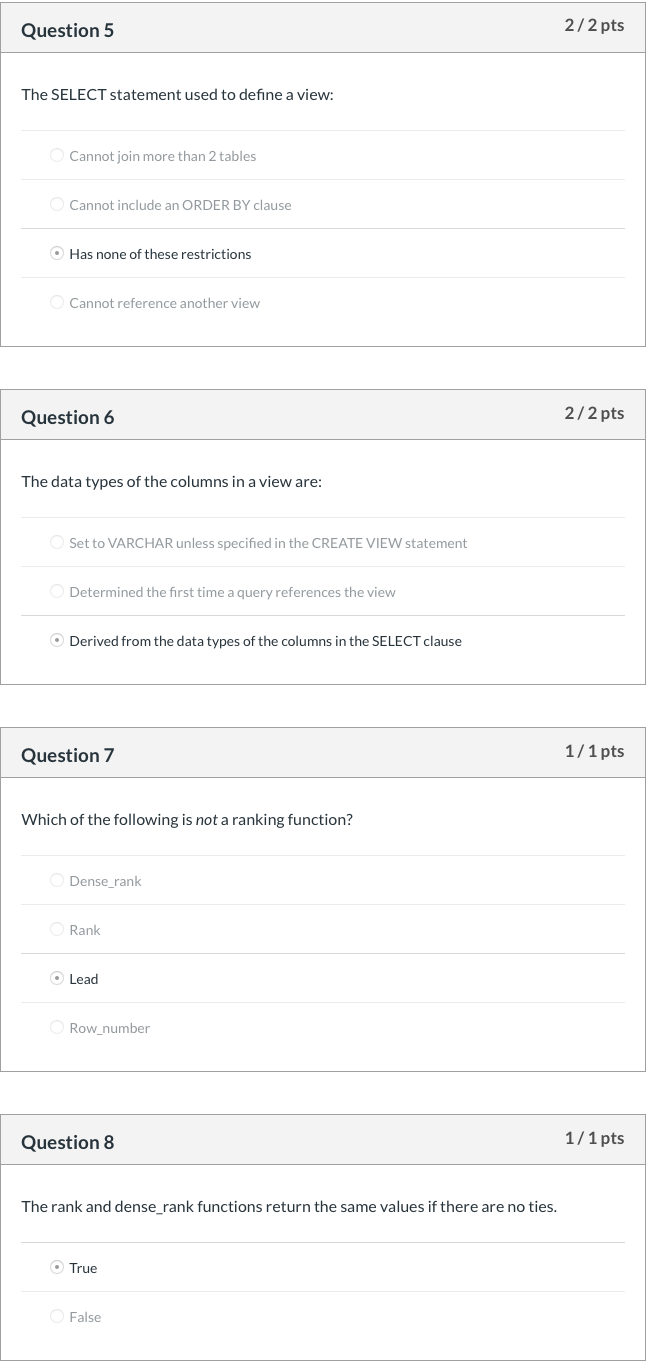 Question 5
2 / 2 pts
The SELECT statement used to define a view:
Cannot join more than 2 tables
Cannot include an ORDER BY clause
Has none of these restrictions
Cannot reference another view
Question 6
2 / 2 pts
The data types of the columns in a view are:
Set to VARCHAR unless specified in the CREATE VIEW statement
Determined the first time a query references the view
Derived from the data types of the columns in the SELECT clause
Question 7
1 / 1 pts
Which of the following is not a ranking function?
Dense_rank
Rank
Lead
Row_number
Question 8
1 / 1 pts
The rank and dense_rank functions return the same values if there are no ties.
True
False